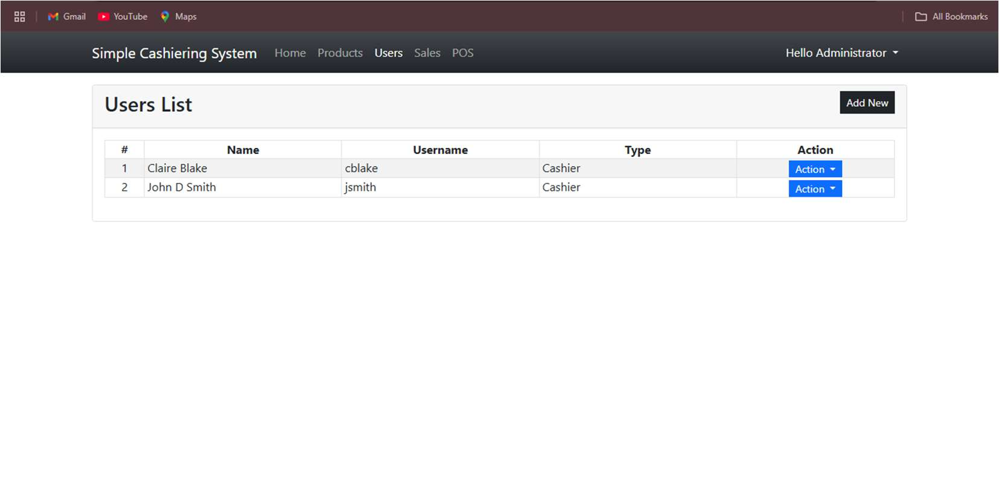 Gmail YouTube Maps All Bookmarks
Simple Cashiering System Home Products Users Sales POS Hello Administrator
Users List Add New
# Name Username Type Action
1 Claire Blake cblake Cashier Action
2 John D Smith jsmith Cashier Action